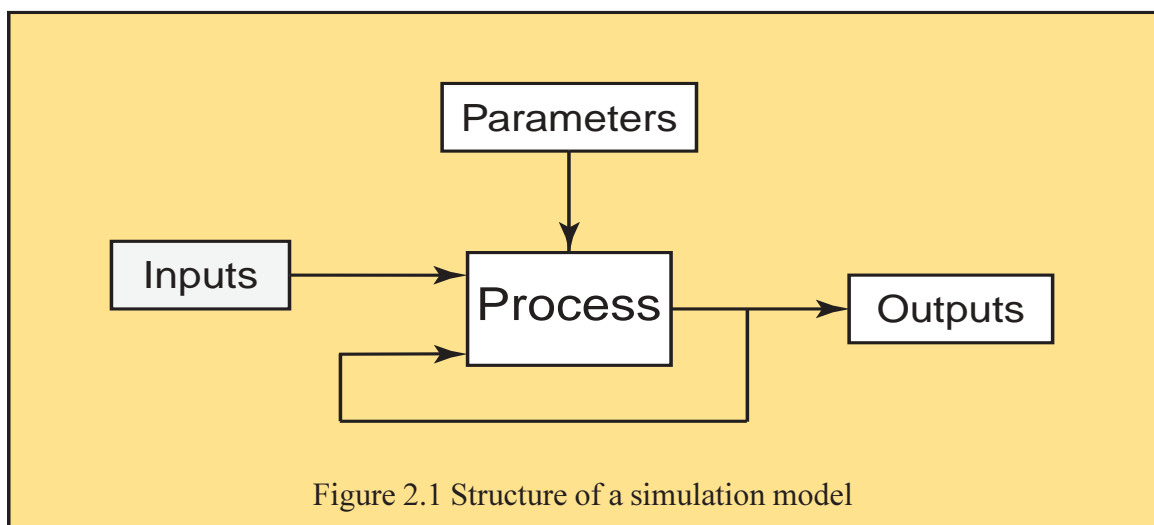 Parameters
Inputs
Process
Outputs
Figure 2.1 Structure of a simulation model